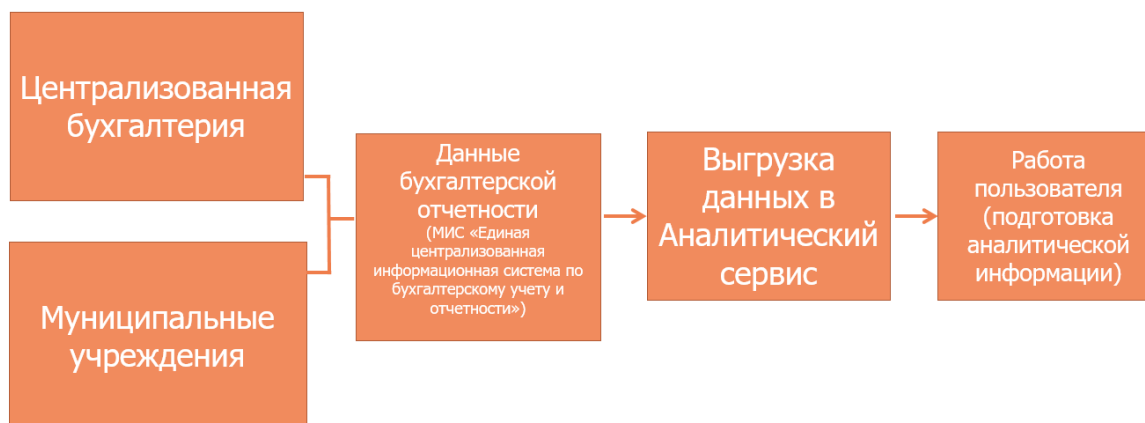 Централизованная
бухгалтерия
Муниципальные
учреждения
Данные
бухгалтерской
отчетности
(МИС «Единая
централизованная
информационная система по
бухгалтерскому учету и
отчетности»)
Выгрузка
данных в
Аналитический
сервис
Работа
пользователя
(подготовка
аналитической
информации)